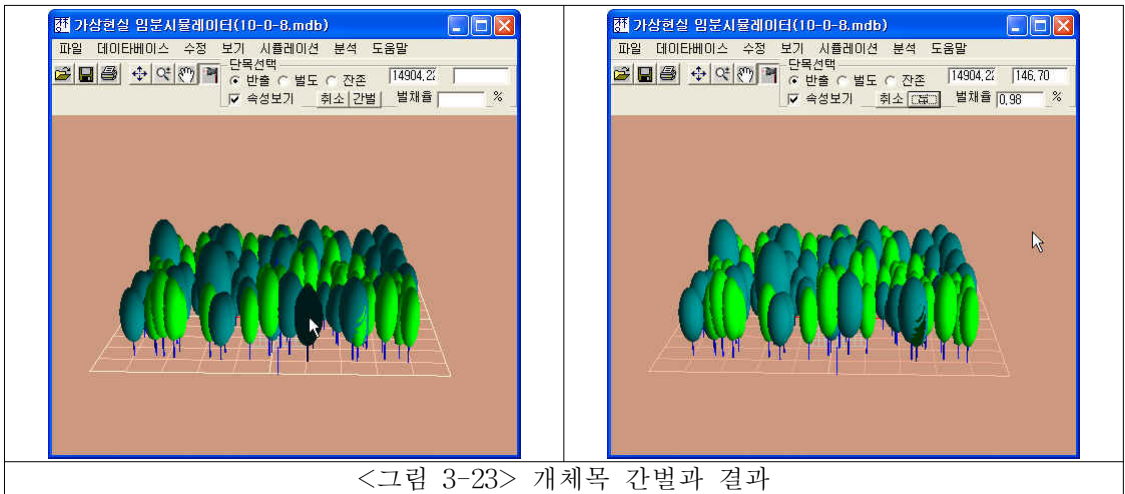 가상현실 임분시뮬레이터(10-0-8.mdb)
파일 데이타베이스 수정 보기 시뮬레이션 분석 도움말
단목선택
반출 벌도 잔존 14904.2
속성보기 취소 간벌 벌채율 %
가상현실 임분시뮬레이터(10-0-8.mdb)
파일 데이타베이스 수정 보기 시뮬레이션 분석 도움말
단목선택
반출 벌도 잔존 14904.2 146.70
속성보기 취소 벌채율 0.98 %
<그림 3-23> 개체목 간벌과 결과